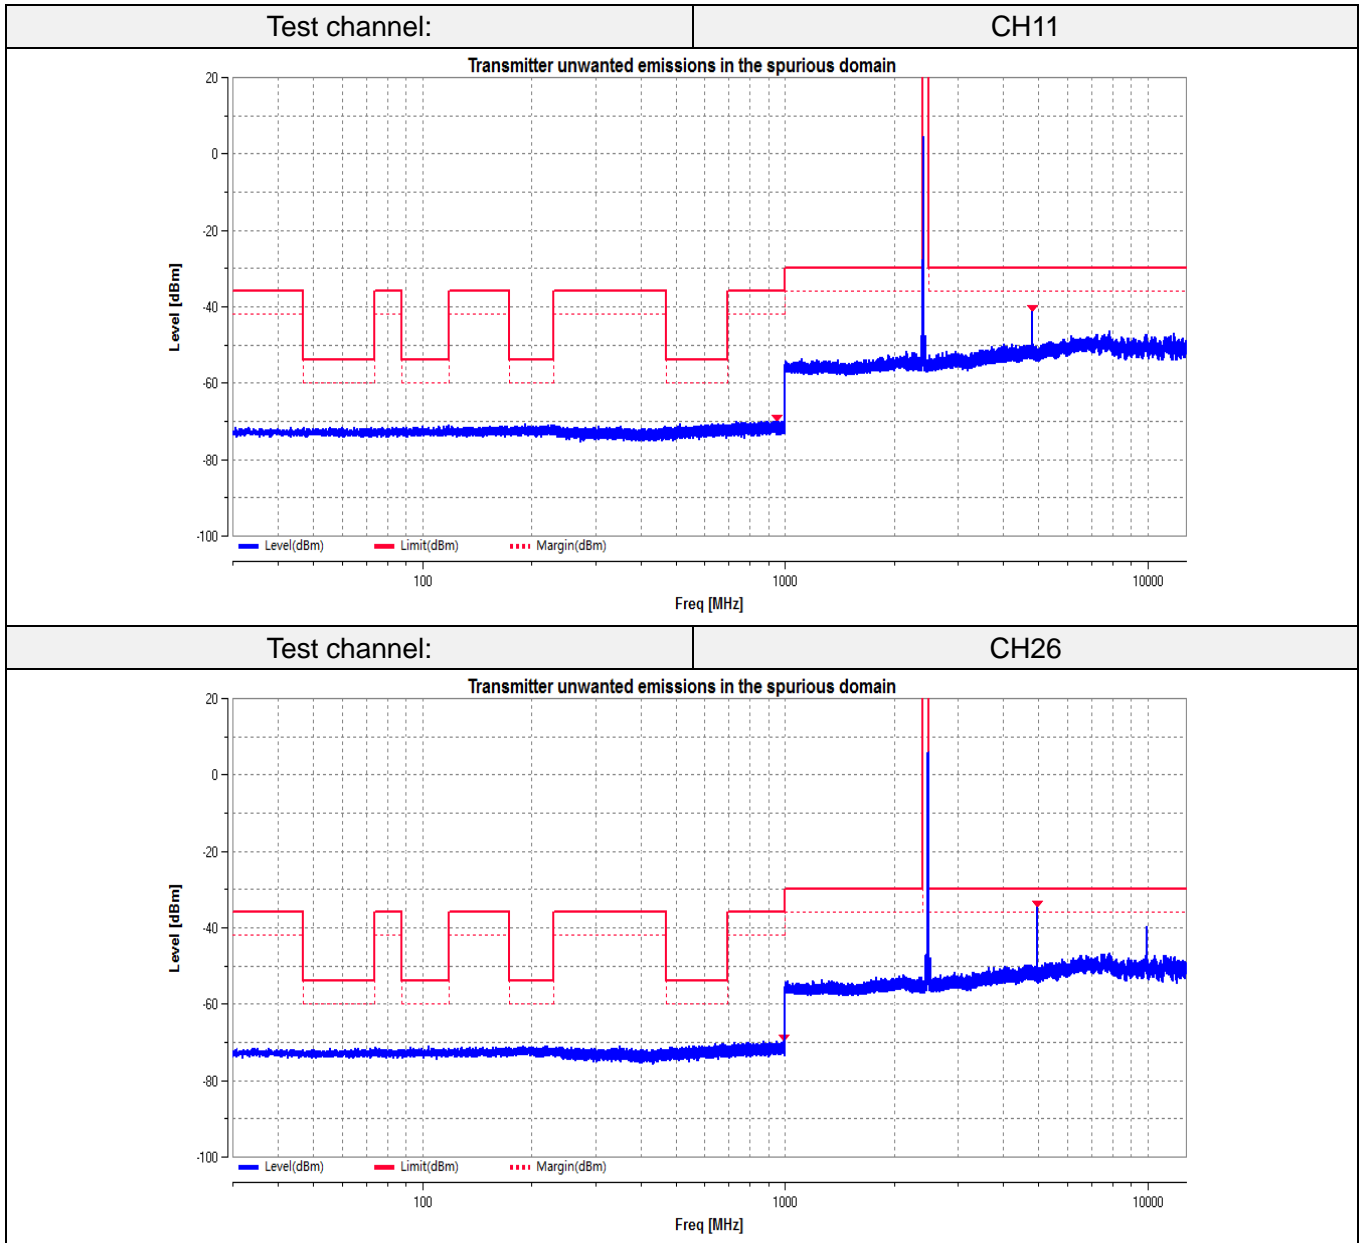 Test channel: CH11
Transmitter unwanted emissions in the spurious domain
20
0
-20
-40
-60
-80
-100
Level [dBm]
Level(dBm) Limit(dBm) Margin(dBm)
100 1000 10000
Freq [MHz]
Test channel: CH26
Transmitter unwanted emissions in the spurious domain
20
0
-20
-40
-60
-80
-100
Level [dBm]
Level(dBm) Limit(dBm) Margin(dBm)
100 1000 10000
Freq [MHz]